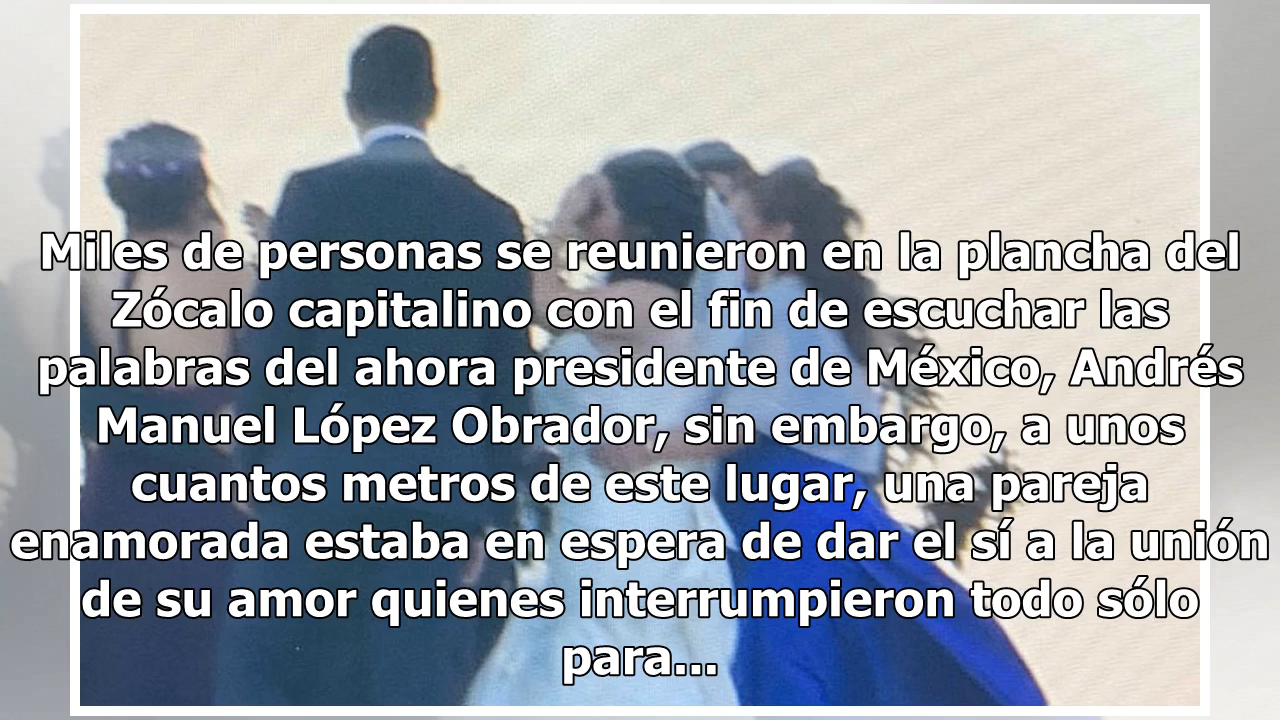 Miles de personas se reunieron en la plancha del
Zócalo capitalino con el fin de escuchar las
palabras del ahora presidente de México, Andrés
Manuel López Obrador, sin embargo, a unos
cuantos metros de este lugar, una pareja
enamorada estaba en espera de dar el sí a la unión
de su amor quienes interrumpieron todo sólo
para...